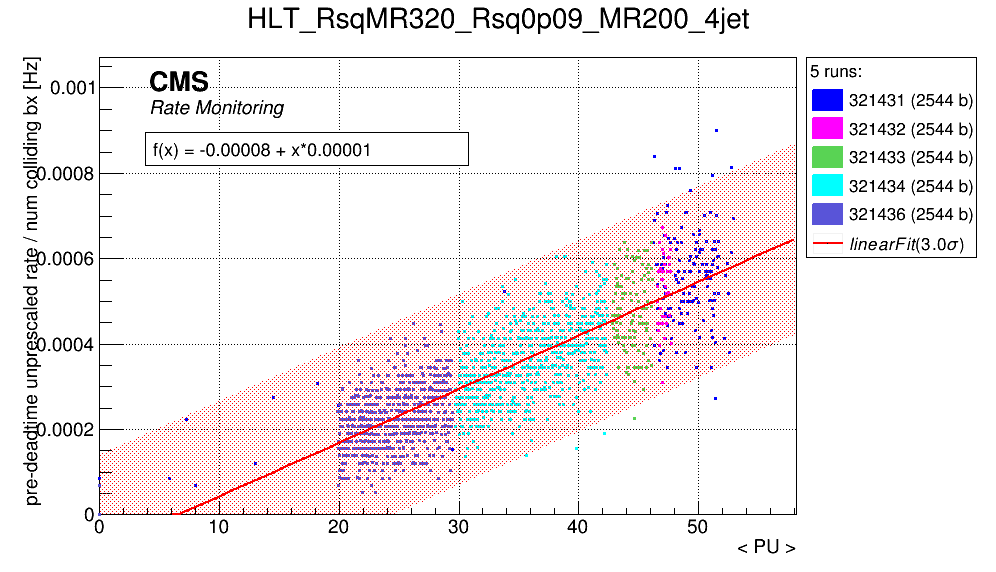 HLT_RsqMR320_Rsq0p09_MR200_4jet
pre-deadtime unprescaled rate / num colliding bx [Hz]
CMS
Rate Monitoring
f(x) = -0.00008 + x*0.00001
0.001
0.0008
0.0006
0.0004
0.0002
0
0 10 20 30 40 50
< PU >
5 runs:
321431 (2544 b)
321432 (2544 b)
321433 (2544 b)
321434 (2544 b)
321436 (2544 b)
linearFit(3.0σ)